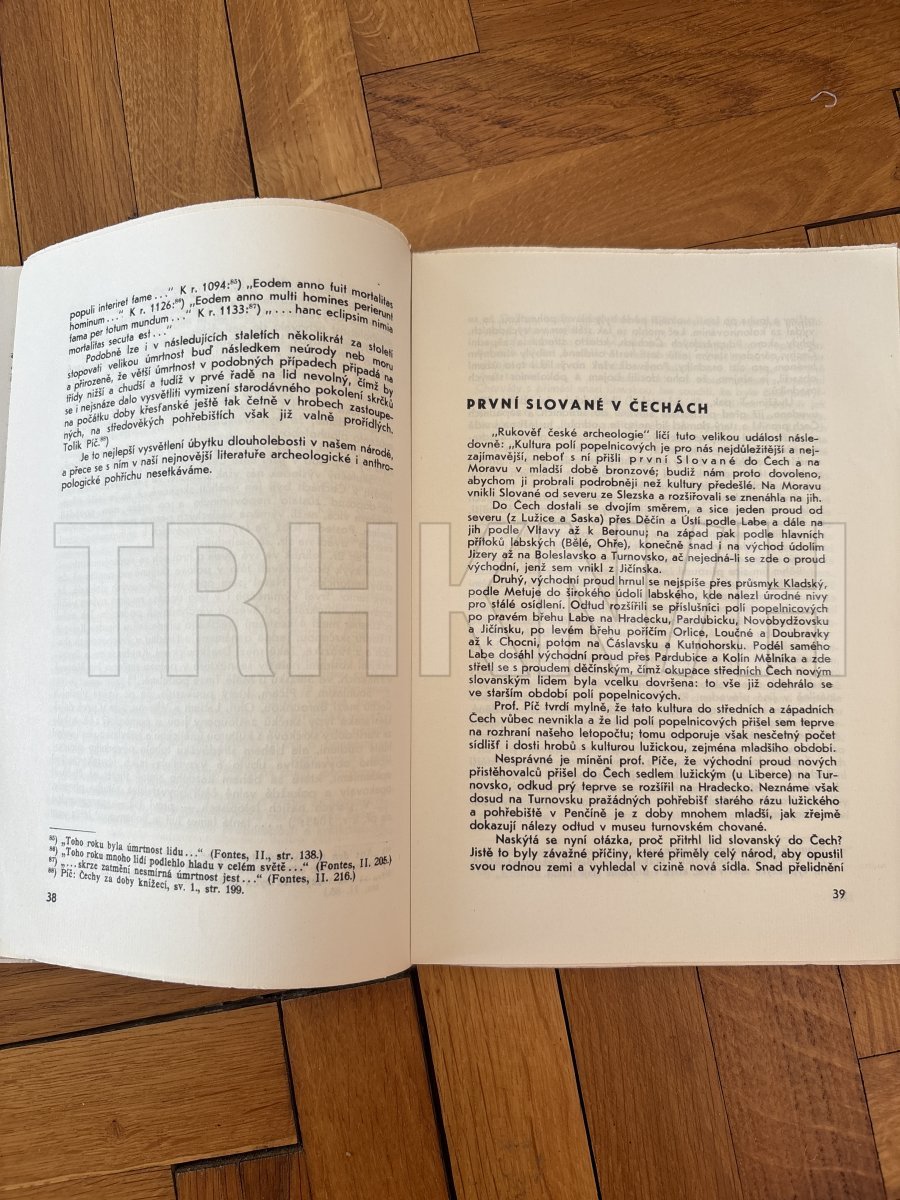 populi interiret fame . . ." K r. 1094:⁸⁵) „Eodem anno fuit mortalitas
hominum . . ." K r. 1126:⁸⁶) „Eodem anno multi homines perierunt
fama per totum mundum . . ." K r. 1133:⁸⁷) „ . . . hanc eclipsim nimia
mortalitas secuta est . . ."
Podobně lze i v následujících staletích několikrát za století
stopovati velikou úmrtnost buď následkem neúrody neb moru
a přirozeně, že větší úmrtnost v podobných případech připadá na
třídy nižší a chudší a tudíž v prvé řadě na lid nevolný, čímž by
se i nejsnáze dalo vysvětliti vymizení starodávného pokolení skrčků
na počátku doby křesťanské ještě tak četně v hrobech zastoupe-
ných, na středověkých pohřebištích však již valně prořídlých.
Tolik Píč.⁸⁸)
Je to nejlepší vysvětlení úbytku dlouholebosti v našem národě,
a přece se s ním v naší nejnovější literatuře archeologické i anthro-
pologické pohříchu nesetkáváme.
⁸⁵) „Toho roku byla úmrtnost lidu . . ." (Fontes, II., str. 138.)
⁸⁶) „Toho roku mnoho lidí podlehlo hladu v celém světě . . ." (Fontes, II. 205.)
⁸⁷) „. . . skrze zatmění nesmírná úmrtnost jest . . ." (Fontes, II. 216.)
⁸⁸) Píč: Čechy za doby knížecí, sv. 1., str. 199.
38
PRVNÍ SLOVANÉ V ČECHÁCH
„Rukověť české archeologie" líčí tuto velikou událost násle-
dovně: „Kultura polí popelnicových je pro nás nejdůležitější a nej-
zajímavější, neboť s ní přišli první Slované do Čech a na
Moravu v mladší době bronzové; budiž nám proto dovoleno,
abychom ji probrali podrobněji než kultury předešlé. Na Moravu
vnikli Slované od severu ze Slezska a rozšiřovali se znenáhla na jih.
Do Čech dostali se dvojím směrem, a sice jeden proud od
severu (z Lužice a Saska) přes Děčín a Ústí podle Labe a dále na
jih podle Vltavy až k Berounu; na západ pak podle hlavních
přítoků labských (Bělé, Ohře), konečně snad i na východ údolím
Jizery až na Boleslavsko a Turnovsko, ač nejedná-li se zde o proud
východní, jenž sem vnikl z Jičínska.
Druhý, východní proud hrnul se nejspíše přes průsmyk Kladský,
podle Metuje do širokého údolí labského, kde nalezl úrodné nivy
pro stálé osídlení. Odtud rozšířili se příslušníci polí popelnicových
po pravém břehu Labe na Hradecku, Pardubicku, Novobydžovsku
a Jičínsku, po levém břehu poříčím Orlice, Loučné a Doubravky
až k Chocni, potom na Čáslavsku a Kutnohorsku. Podél samého
Labe dosáhl východní proud přes Pardubice a Kolín Mělníka a zde
střetl se s proudem děčínským, čímž okupace středních Čech novým
slovanským lidem byla vcelku dovršena: to vše již odehrálo se
ve starším období polí popelnicových.
Prof. Píč tvrdí mylně, že tato kultura do středních a západních
Čech vůbec nevnikla a že lid polí popelnicových přišel sem teprve
na rozhraní našeho letopočtu; tomu odporuje však nesčetný počet
sídlišť i dosti hrobů s kulturou lužickou, zejména mladšího období.
Nesprávné je mínění prof. Píče, že východní proud nových
přistěhovalců přišel do Čech sedlem lužickým (u Liberce) na Tur-
novsko, odkud prý teprve se rozšířil na Hradecko. Neznáme však
dosud na Turnovsku pražádných pohřebišť starého rázu lužického
a pohřebiště v Penčíně je z doby mnohem mladší, jak zřejmě
dokazují nálezy odtud v museu turnovském chované.
Naskýtá se nyní otázka, proč přitrhl lid slovanský do Čech?
Jistě to byly závažné příčiny, které přiměly celý národ, aby opustil
svou rodnou zemi a vyhledal v cizině nová sídla. Snad přelidnění
39